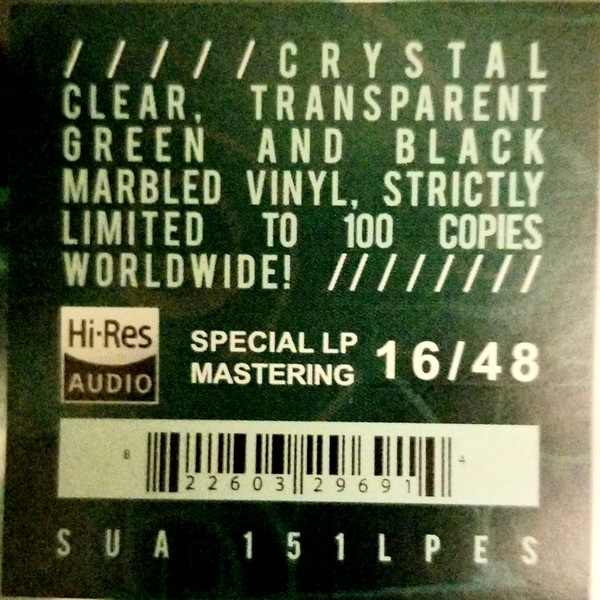 /////CRYSTAL
CLEAR, TRANSPARENT
GREEN AND BLACK
MARBLED VINYL, STRICTLY
LIMITED TO 100 COPIES
WORLDWIDE! ////////
Hi-Res
AUDIO
SPECIAL LP
MASTERING
16/48
8 22603 29691 4
SUA 151LPES